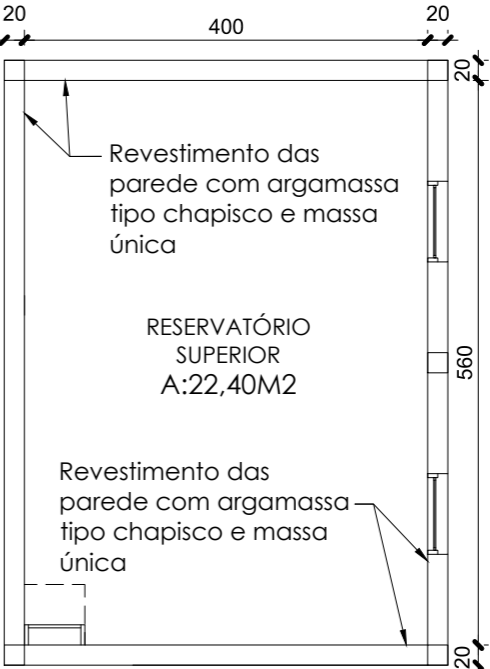 20
400
20
20
Revestimento das
parede com argamassa
tipo chapisco e massa
única
RESERVATÓRIO
SUPERIOR
A:22,40M2
560
Revestimento das
parede com argamassa
tipo chapisco e massa
única
20